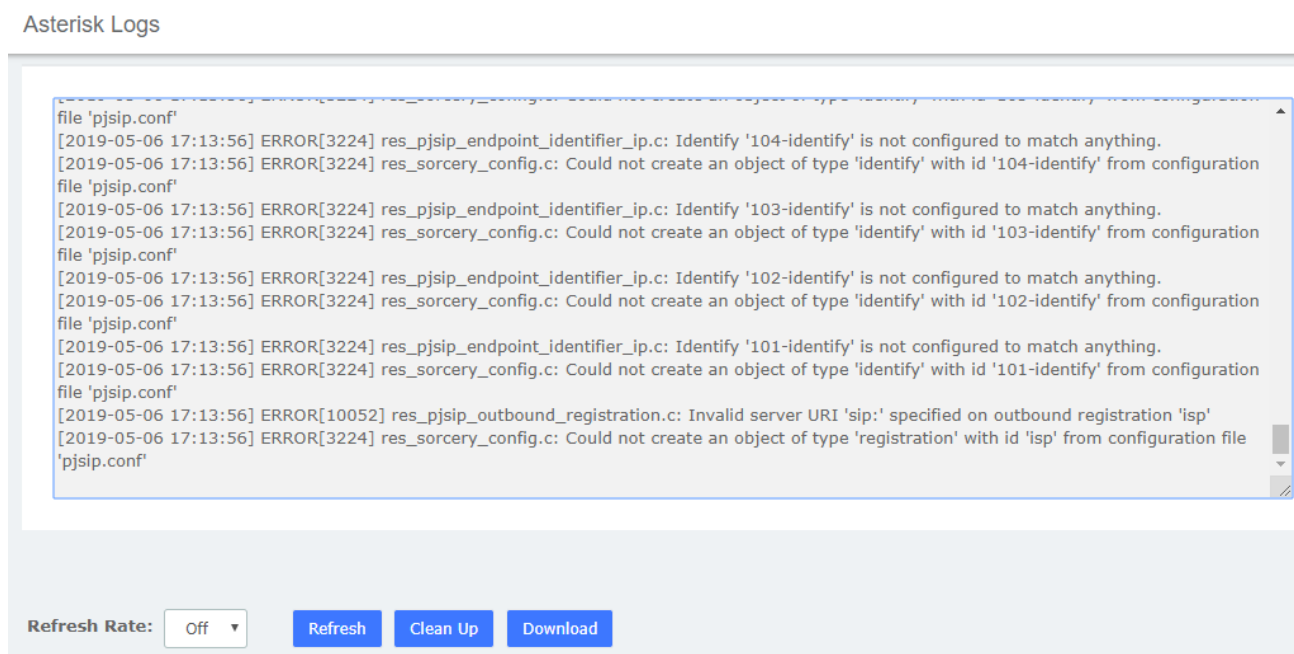 Asterisk Logs
file 'pjsip.conf'
[2019-05-06 17:13:56] ERROR[3224] res_pjsip_endpoint_identifier_ip.c: Identify '104-identify' is not configured to match anything.
[2019-05-06 17:13:56] ERROR[3224] res_sorcery_config.c: Could not create an object of type 'identify' with id '104-identify' from configuration
file 'pjsip.conf'
[2019-05-06 17:13:56] ERROR[3224] res_pjsip_endpoint_identifier_ip.c: Identify '103-identify' is not configured to match anything.
[2019-05-06 17:13:56] ERROR[3224] res_sorcery_config.c: Could not create an object of type 'identify' with id '103-identify' from configuration
file 'pjsip.conf'
[2019-05-06 17:13:56] ERROR[3224] res_pjsip_endpoint_identifier_ip.c: Identify '102-identify' is not configured to match anything.
[2019-05-06 17:13:56] ERROR[3224] res_sorcery_config.c: Could not create an object of type 'identify' with id '102-identify' from configuration
file 'pjsip.conf'
[2019-05-06 17:13:56] ERROR[3224] res_pjsip_endpoint_identifier_ip.c: Identify '101-identify' is not configured to match anything.
[2019-05-06 17:13:56] ERROR[3224] res_sorcery_config.c: Could not create an object of type 'identify' with id '101-identify' from configuration
file 'pjsip.conf'
[2019-05-06 17:13:56] ERROR[10052] res_pjsip_outbound_registration.c: Invalid server URI 'sip:' specified on outbound registration 'isp'
[2019-05-06 17:13:56] ERROR[3224] res_sorcery_config.c: Could not create an object of type 'registration' with id 'isp' from configuration file
'pjsip.conf'
Refresh Rate: Off Refresh Clean Up Download